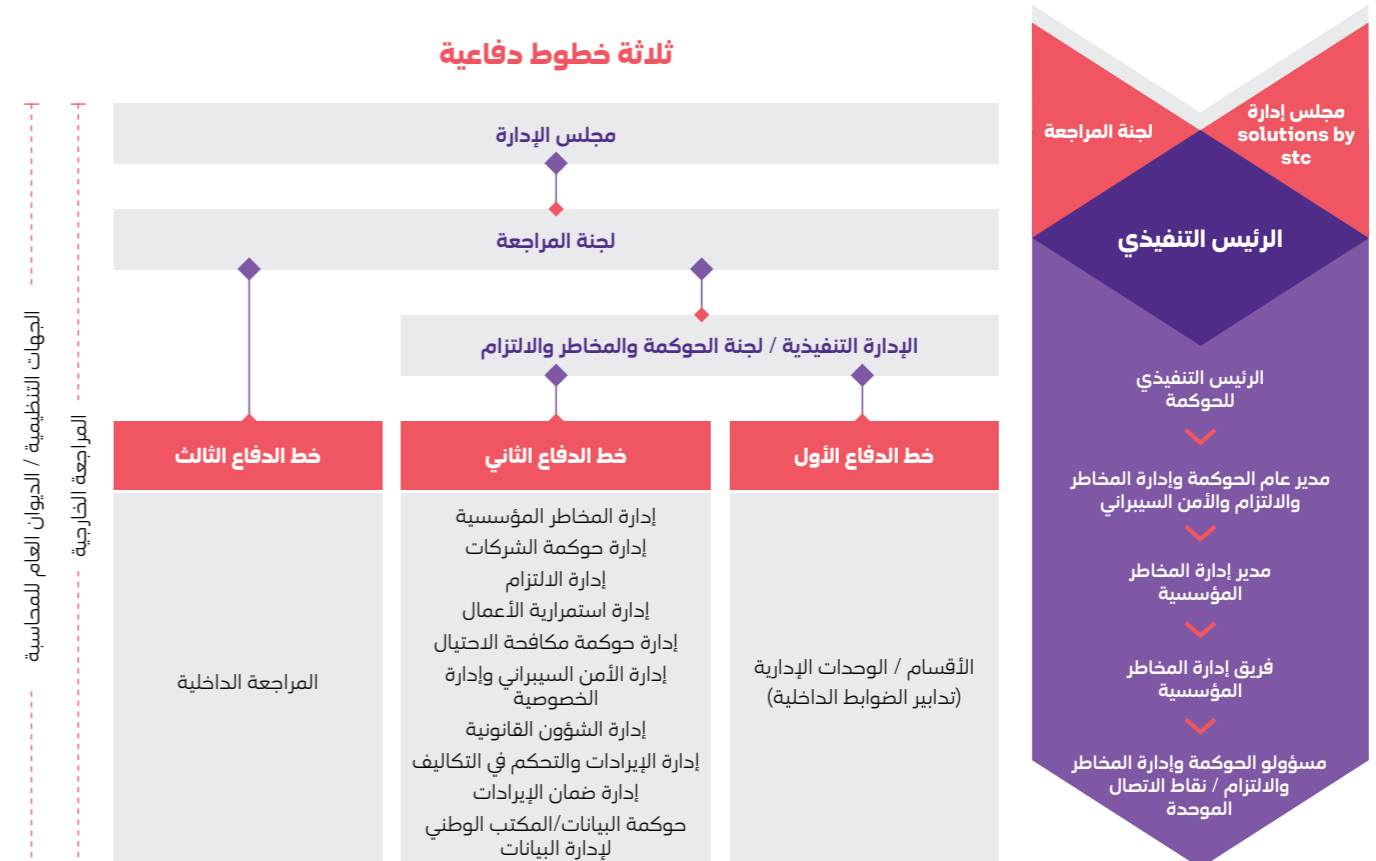 ثلاثة خطوط دفاعية
مجلس الإدارة
لجنة المراجعة
الإدارة التنفيذية / لجنة الحوكمة والمخاطر والالتزام
خط الدفاع الأول
الأقسام / الوحدات الإدارية
(تدابير الضوابط الداخلية)
خط الدفاع الثاني
إدارة المخاطر المؤسسية
إدارة حوكمة الشركات
إدارة الالتزام
إدارة استمرارية الأعمال
إدارة حوكمة مكافحة الاحتيال
إدارة الأمن السيبراني وإدارة
الخصوصية
إدارة الشؤون القانونية
إدارة الإيرادات والتحكم في التكاليف
إدارة ضمان الإيرادات
حوكمة البيانات/المكتب الوطني
لإدارة البيانات
خط الدفاع الثالث
المراجعة الداخلية
المراجعة الخارجية
الجهات التنظيمية / الديوان العام للمحاسبة
مجلس إدارة
solutions by
stc
لجنة المراجعة
الرئيس التنفيذي
الرئيس التنفيذي
للحوكمة
مدير عام الحوكمة وإدارة المخاطر
والالتزام والأمن السيبراني
مدير إدارة المخاطر
المؤسسية
فريق إدارة المخاطر
المؤسسية
مسؤولو الحوكمة وإدارة المخاطر
والالتزام / نقاط الاتصال
الموحدة